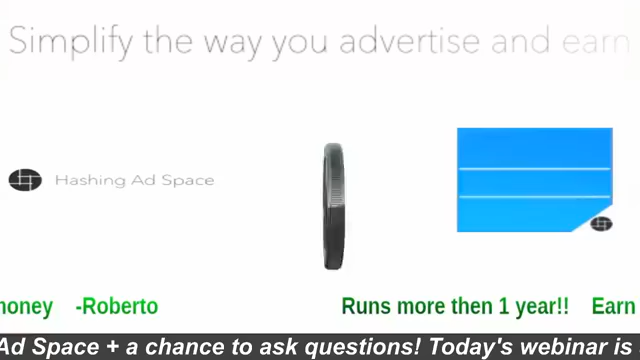 Simplify the way you advertise and earn
Hashing Ad Space
money -Roberto Runs more then 1 year!! Earn
Ad Space + a chance to ask questions! Today's webinar is